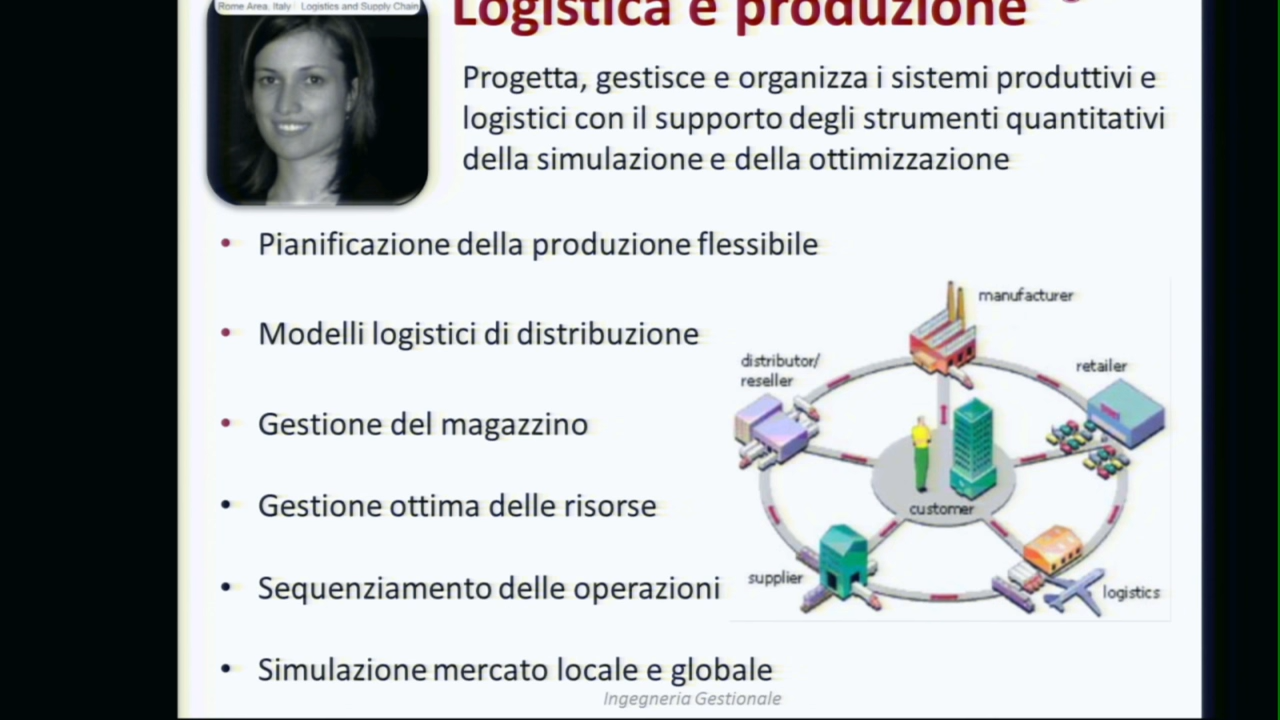 Rome Area, Italy | Logistics and Supply Chain
Logistica e produzione
Progetta, gestisce e organizza i sistemi produttivi e
logistici con il supporto degli strumenti quantitativi
della simulazione e della ottimizzazione
• Pianificazione della produzione flessibile
• Modelli logistici di distribuzione
• Gestione del magazzino
• Gestione ottima delle risorse
• Sequenziamento delle operazioni
• Simulazione mercato locale e globale
manufacturer
distributor/
reseller
retailer
customer
supplier
logistics
Ingegneria Gestionale